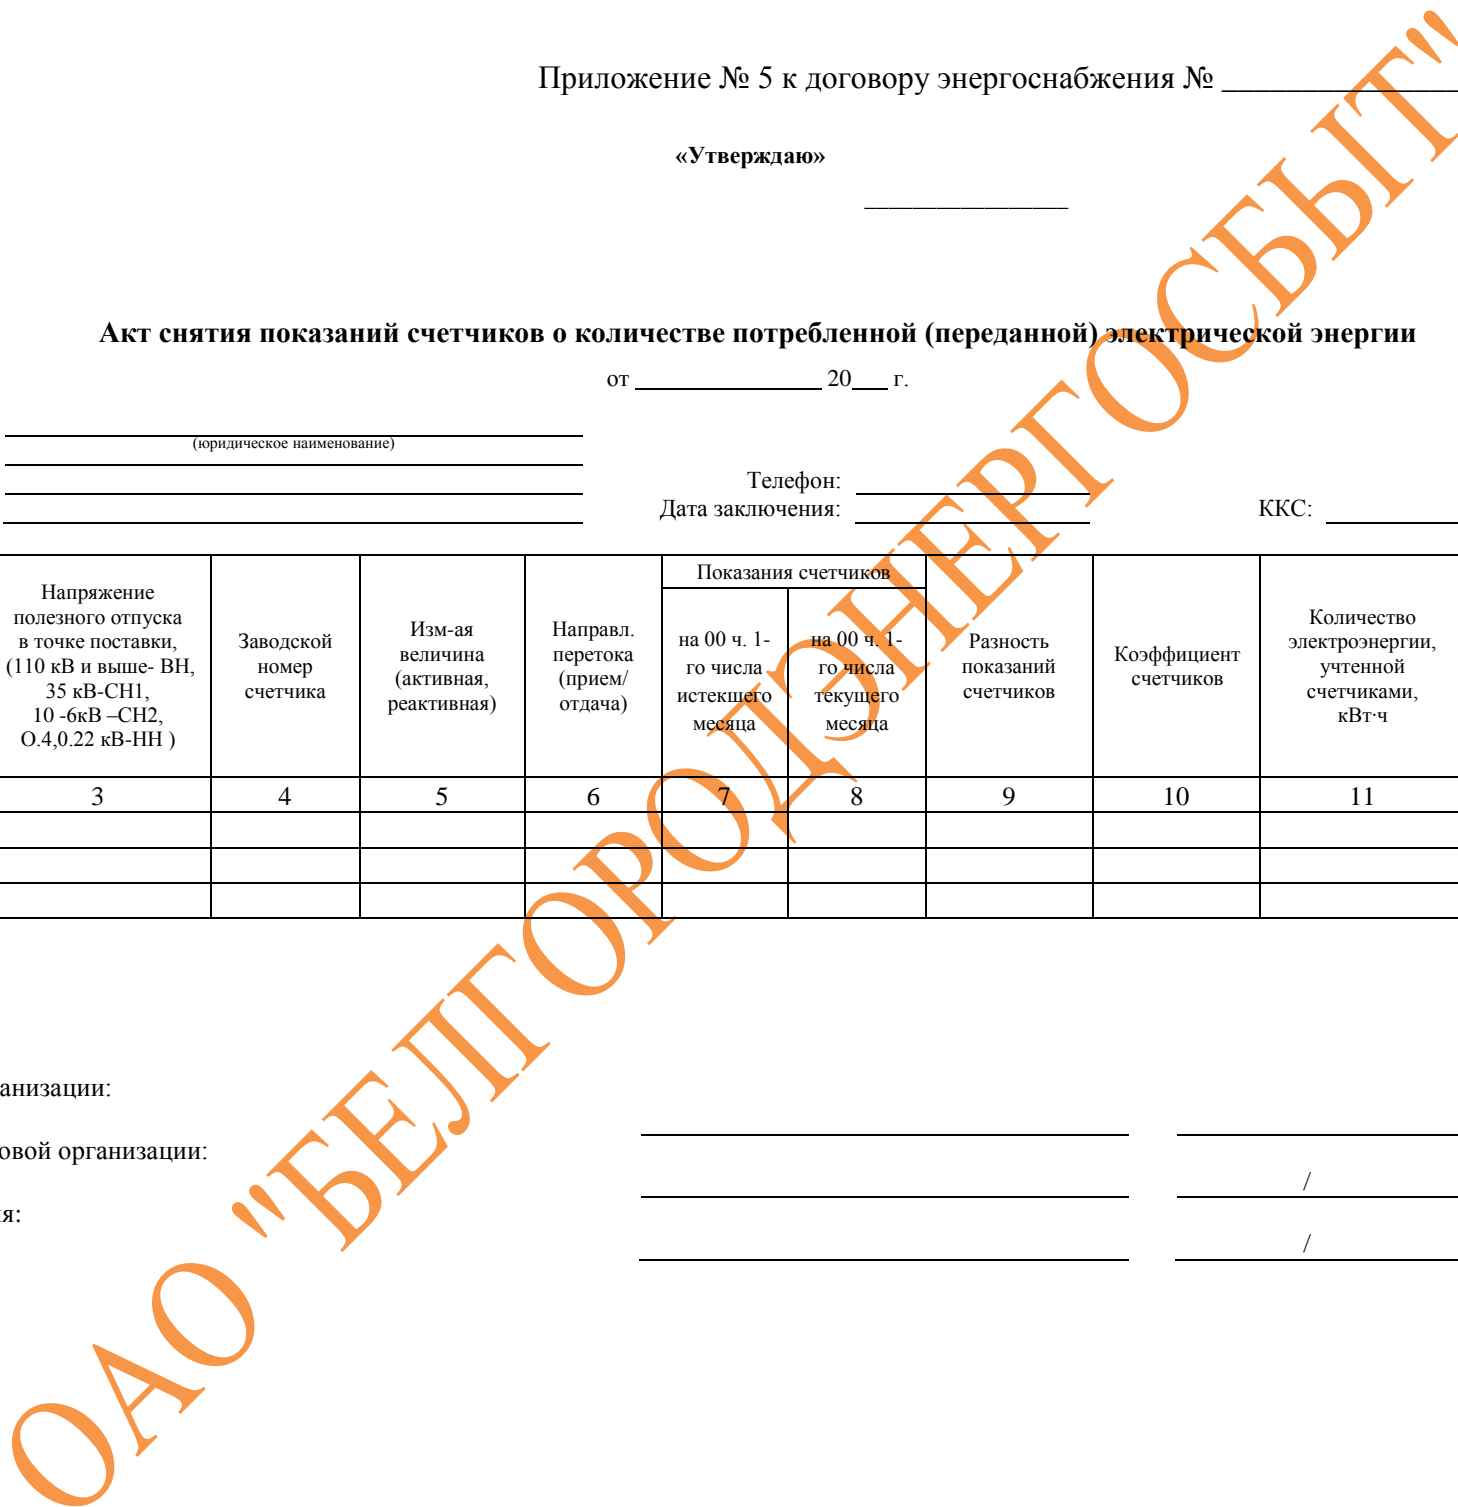 Приложение № 5 к договору энергоснабжения № ________________
«Утверждаю»
_________________
Акт снятия показаний счетчиков о количестве потребленной (переданной) электрической энергии
от ________________ 20___ г.
(юридическое наименование)
Телефон:
Дата заключения:
ККС:
Напряжение
полезного отпуска
в точке поставки,
(110 кВ и выше- ВН,
35 кВ-СН1,
10 -6кВ –СН2,
О.4,0.22 кВ-НН )
Заводской
номер
счетчика
Изм-ая
величина
(активная,
реактивная)
Направл.
перетока
(прием/
отдача)
Показания счетчиков
на 00 ч. 1-
го числа
истекшего
месяца
на 00 ч. 1-
го числа
текущего
месяца
Разность
показаний
счетчиков
Коэффициент
счетчиков
Количество
электроэнергии,
учтенной
счетчиками,
кВт·ч
3 4 5 6 7 8 9 10 11
анизации:
овой организации:
/
ия:
/
ОАО "БЕЛГОРОДЭНЕРГОСБЫТ"